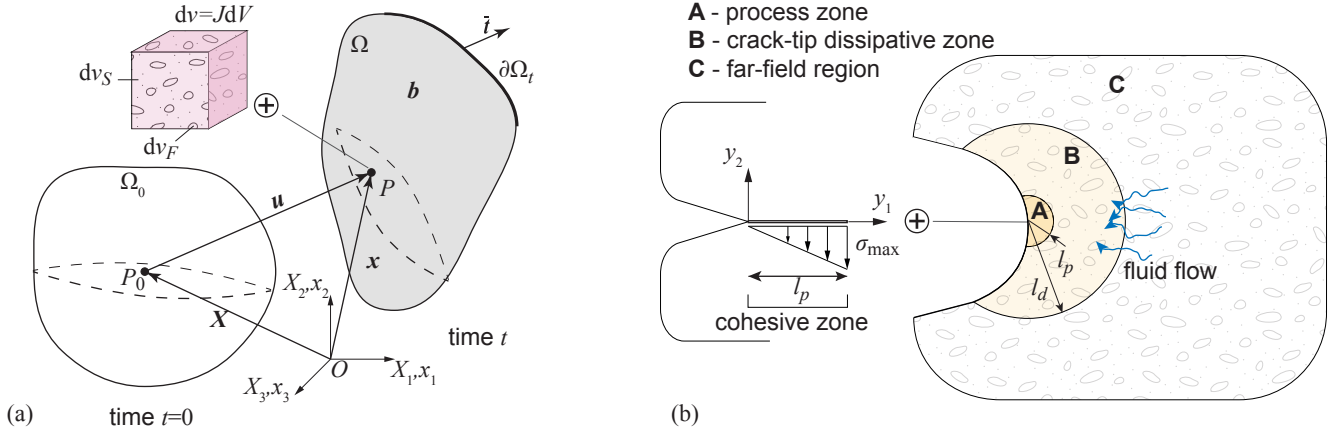 dv=JdV
dv_S
dv_F
Ω
b
t̄
∂Ω_t
P
u
x
Ω_0
P_0
X
X_2,x_2
O
X_1,x_1
X_3,x_3
time t
(a)
time t=0
A - process zone
B - crack-tip dissipative zone
C - far-field region
y_2
y_1
σ_max
l_p
cohesive zone
C
B
A
l_p
l_d
fluid flow
(b)